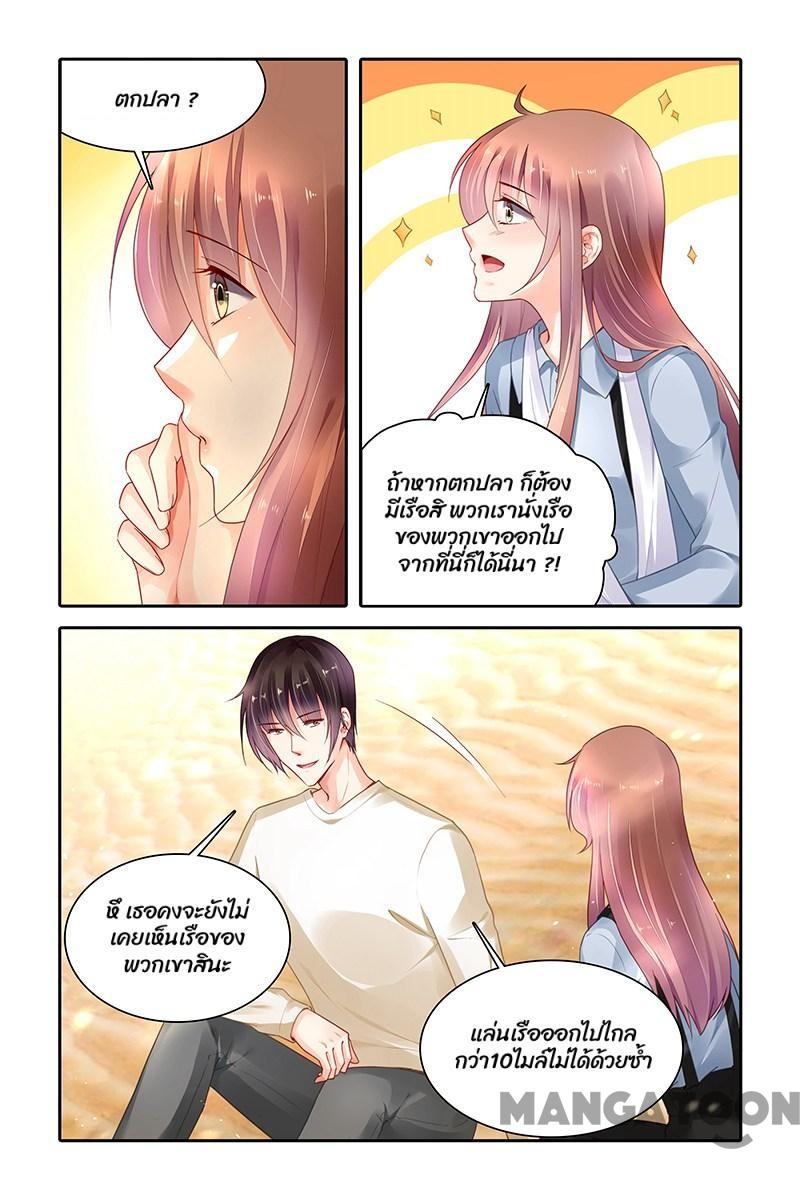 ตกปลา ?
ถ้าหากตกปลา ก็ต้อง
มีเรือสิ พวกเรานั่งเรือ
ของพวกเขาออกไป
จากที่นี่ก็ได้นี่นา ?!
หึ เธอคงจะยังไม่
เคยเห็นเรือของ
พวกเขาสินะ
แล่นเรือออกไปไกล
กว่า10ไมล์ไม่ได้ด้วยซ้ำ
MANGATOON